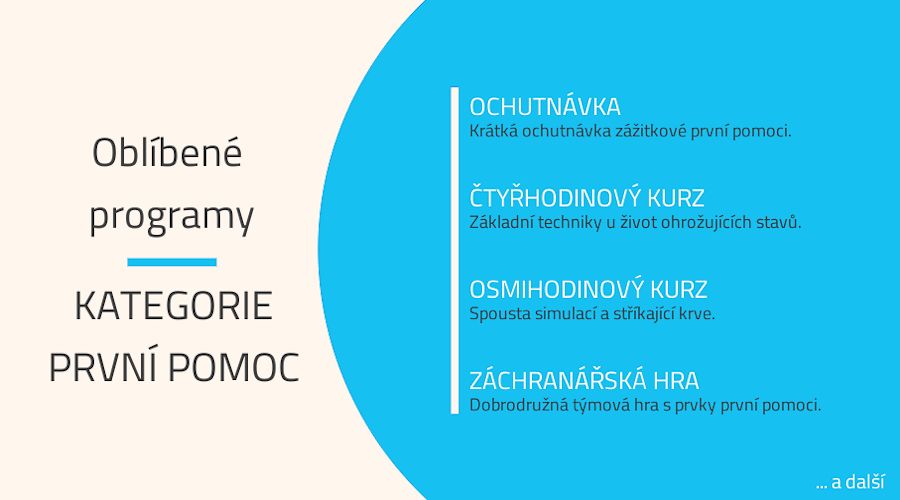 Oblíbené
programy
KATEGORIE
PRVNÍ POMOC
OCHUTNÁVKA
Krátká ochutnávka zážitkové první pomoci.
ČTYŘHODINOVÝ KURZ
Základní techniky u život ohrožujících stavů.
OSMIHODINOVÝ KURZ
Spousta simulací a stříkající krve.
ZÁCHRANÁŘSKÁ HRA
Dobrodružná týmová hra s prvky první pomoci.
... a další